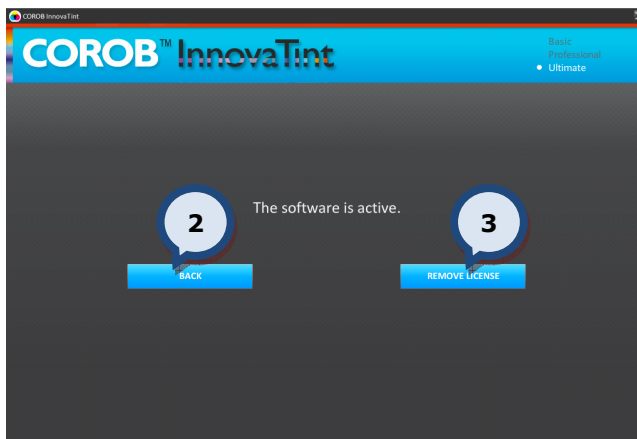 COROB InnovaTint
COROB™ InnovaTint
Basic
Professional
Ultimate
The software is active.
2
3
BACK
REMOVE LICENSE